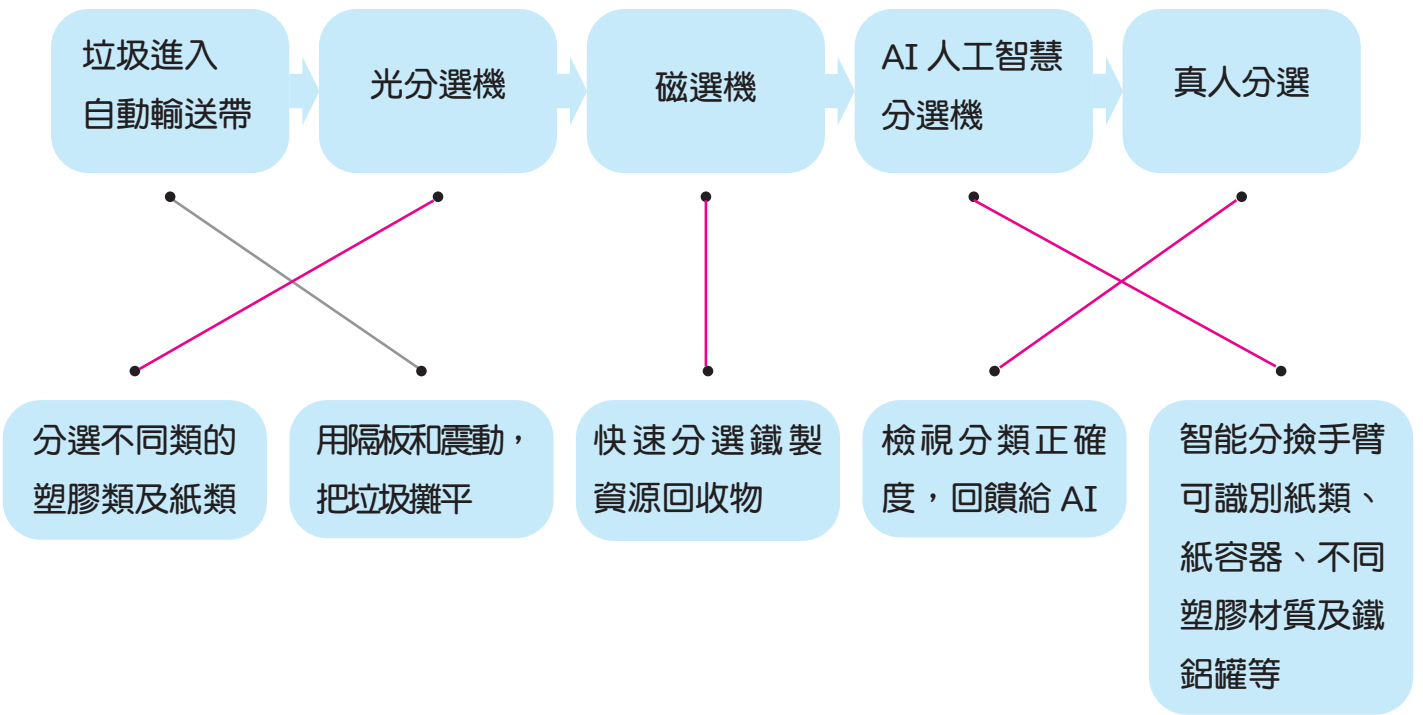 垃圾進入
自動輸送帶
光分選機
磁選機
AI 人工智慧
分選機
真人分選
分選不同類的
塑膠類及紙類
用隔板和震動，
把垃圾攤平
快速分選鐵製
資源回收物
檢視分類正確
度，回饋給 AI
智能分撿手臂
可識別紙類、
紙容器、不同
塑膠材質及鐵
鋁罐等